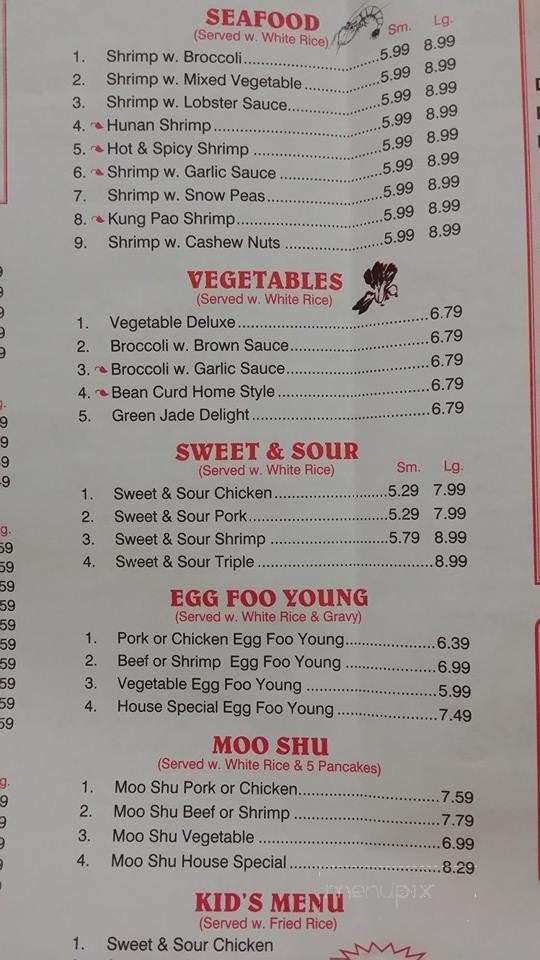 SEAFOOD
(Served w. White Rice) Sm. Lg.
1. Shrimp w. Broccoli 5.99 8.99
2. Shrimp w. Mixed Vegetable 5.99 8.99
3. Shrimp w. Lobster Sauce 5.99 8.99
4. Hunan Shrimp 5.99 8.99
5. Hot & Spicy Shrimp 5.99 8.99
6. Shrimp w. Garlic Sauce 5.99 8.99
7. Shrimp w. Snow Peas 5.99 8.99
8. Kung Pao Shrimp 5.99 8.99
9. Shrimp w. Cashew Nuts 5.99 8.99
VEGETABLES
(Served w. White Rice)
1. Vegetable Deluxe 6.79
2. Broccoli w. Brown Sauce 6.79
3. Broccoli w. Garlic Sauce 6.79
4. Bean Curd Home Style 6.79
5. Green Jade Delight 6.79
SWEET & SOUR
(Served w. White Rice) Sm. Lg.
1. Sweet & Sour Chicken 5.29 7.99
2. Sweet & Sour Pork 5.29 7.99
3. Sweet & Sour Shrimp 5.79 8.99
4. Sweet & Sour Triple 8.99
EGG FOO YOUNG
(Served w. White Rice & Gravy)
1. Pork or Chicken Egg Foo Young 6.39
2. Beef or Shrimp Egg Foo Young 6.99
3. Vegetable Egg Foo Young 5.99
4. House Special Egg Foo Young 7.49
MOO SHU
(Served w. White Rice & 5 Pancakes)
1. Moo Shu Pork or Chicken 7.59
2. Moo Shu Beef or Shrimp 7.79
3. Moo Shu Vegetable 6.99
4. Moo Shu House Special 8.29
menupix
KID'S MENU
(Served w. Fried Rice)
1. Sweet & Sour Chicken